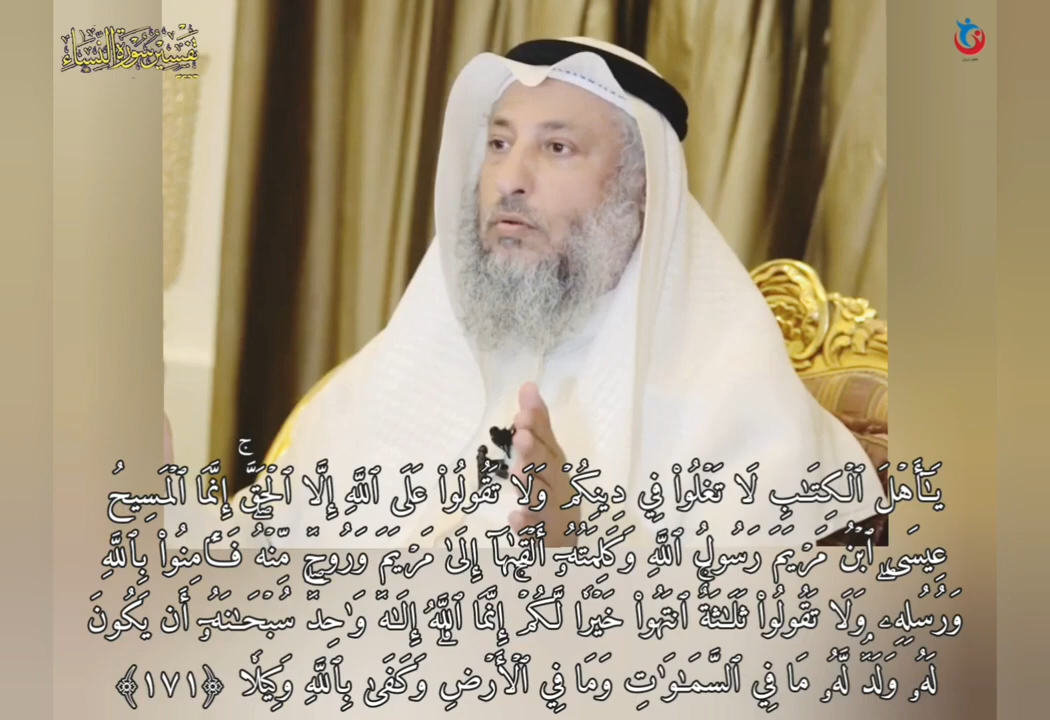 تفسير سورة النساء
يَـٰٓأَهْلَ ٱلْكِتَـٰبِ لَا تَغْلُوا۟ فِي دِينِكُمْ وَلَا تَقُولُوا۟ عَلَى ٱللَّهِ إِلَّا ٱلْحَقَّ ۚ إِنَّمَا ٱلْمَسِيحُ
عِيسَى ٱبْنُ مَرْيَمَ رَسُولُ ٱللَّهِ وَكَلِمَتُهُۥٓ أَلْقَىٰهَآ إِلَىٰ مَرْيَمَ وَرُوحٌ مِّنْهُ ۖ فَـَٔامِنُوا۟ بِٱللَّهِ
وَرُسُلِهِۦ ۖ وَلَا تَقُولُوا۟ ثَلَـٰثَةٌ ۚ ٱنتَهُوا۟ خَيْرًا لَّكُمْ ۚ إِنَّمَا ٱللَّهُ إِلَـٰهٌ وَٰحِدٌ ۖ سُبْحَـٰنَهُۥٓ أَن يَكُونَ
لَهُۥ وَلَدٌ ۘ لَّهُۥ مَا فِي ٱلسَّمَـٰوَٰتِ وَمَا فِي ٱلْأَرْضِ ۗ وَكَفَىٰ بِٱللَّهِ وَكِيلًا ﴿١٧١﴾